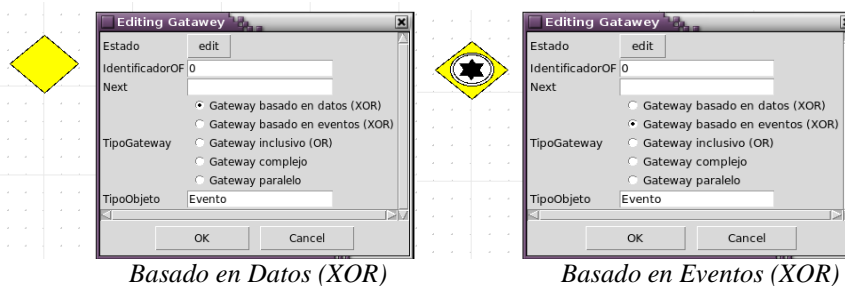 Editing Gatawey
Estado edit
IdentificadorOF 0
Next
Gateway basado en datos (XOR)
Gateway basado en eventos (XOR)
TipoGateway Gateway inclusivo (OR)
Gateway complejo
Gateway paralelo
TipoObjeto Evento
OK Cancel
Basado en Datos (XOR)
Editing Gatawey
Estado edit
IdentificadorOF 0
Next
Gateway basado en datos (XOR)
Gateway basado en eventos (XOR)
TipoGateway Gateway inclusivo (OR)
Gateway complejo
Gateway paralelo
TipoObjeto Evento
OK Cancel
Basado en Eventos (XOR)